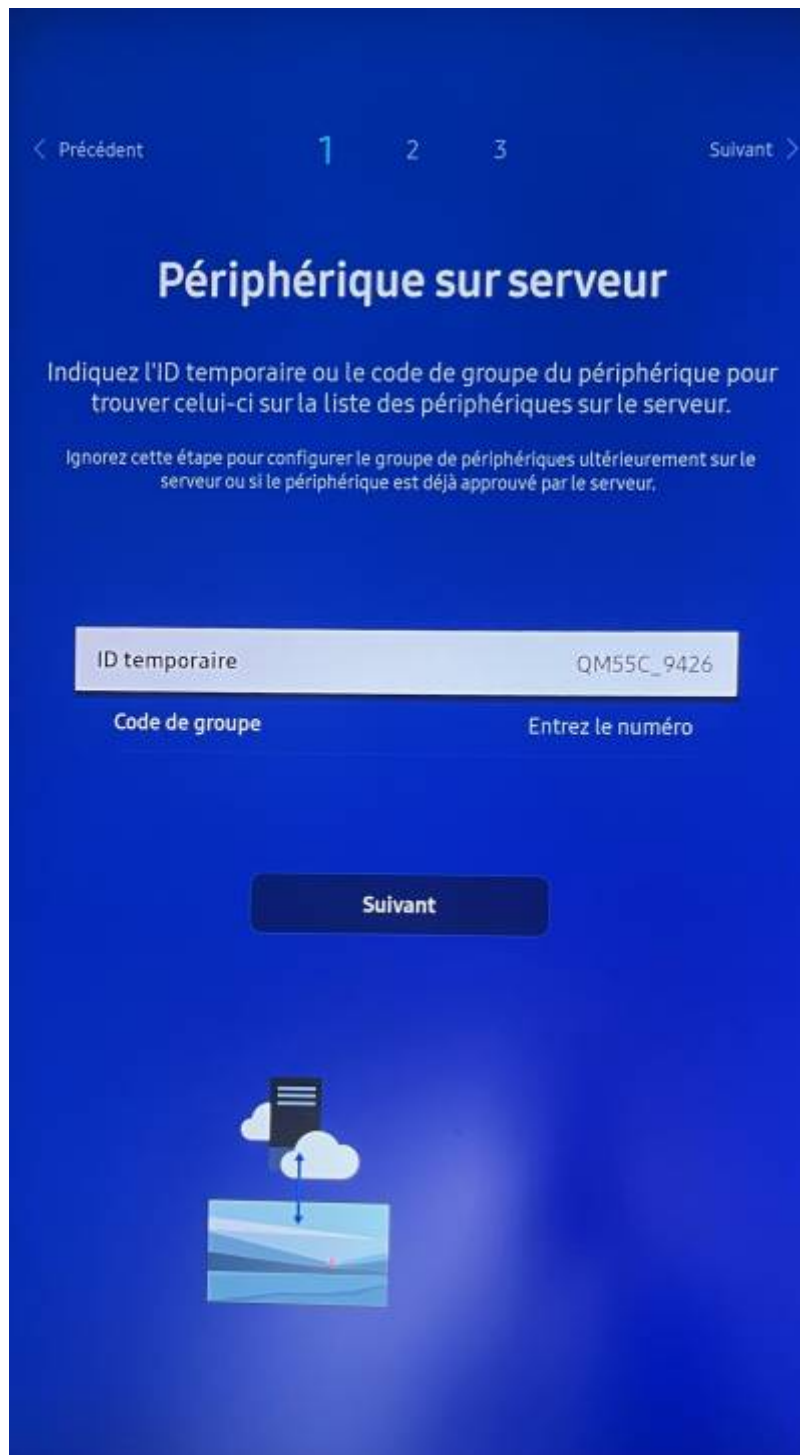 Précédent
1 2 3
Suivant
Périphérique sur serveur
Indiquez l'ID temporaire ou le code de groupe du périphérique pour
trouver celui-ci sur la liste des périphériques sur le serveur.
Ignorez cette étape pour configurer le groupe de périphériques ultérieurement sur le
serveur ou si le périphérique est déjà approuvé par le serveur.
ID temporaire QM55C_9426
Code de groupe Entrez le numéro
Suivant